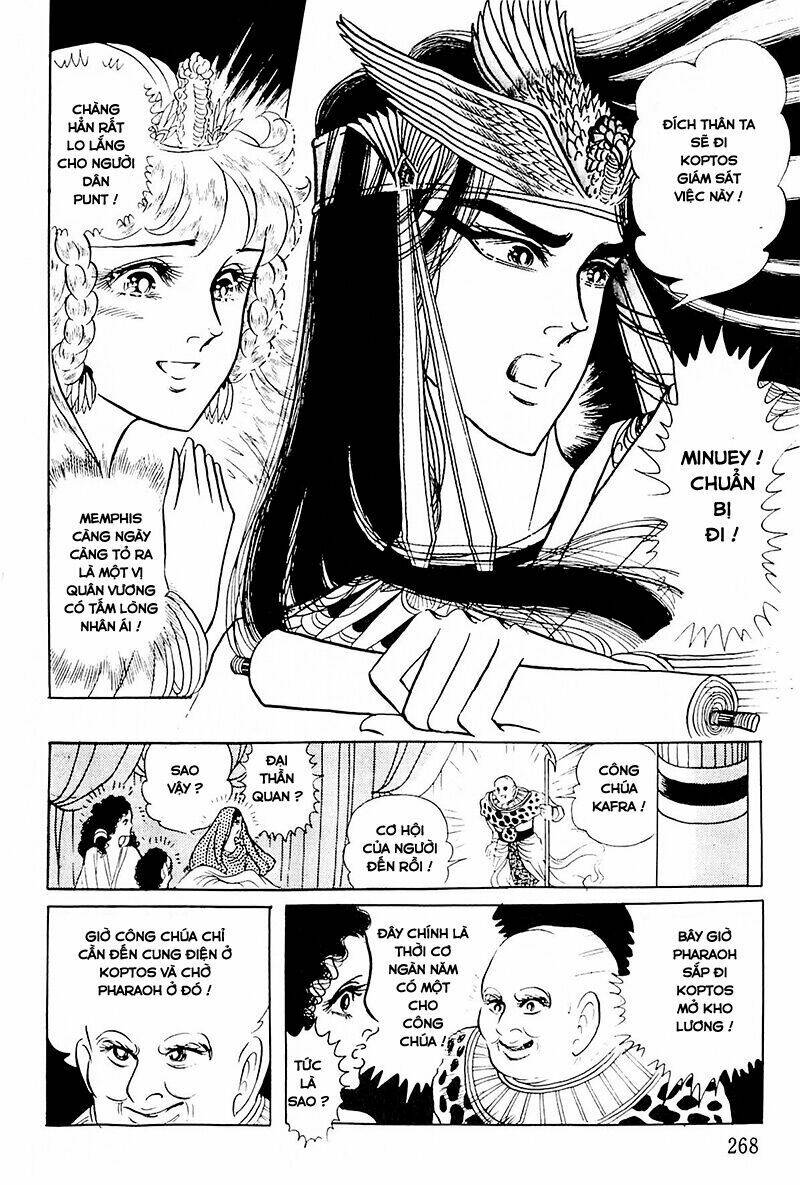 ĐÍCH THÂN TA
SẼ ĐI
KOPTOS
GIÁM SÁT
VIỆC NÀY !
MINUEY !
CHUẨN
BỊ
ĐI !
CHÀNG
HẲN RẤT
LO LẮNG
CHO NGƯỜI
DÂN
PUNT !
MEMPHIS
CÀNG NGÀY
CÀNG TỎ RA
LÀ MỘT VỊ
QUÂN VƯƠNG
CÓ TẤM LÒNG
NHÂN ÁI !
CÔNG
CHÚA
KAFRA !
CƠ HỘI
CỦA NGƯỜI
ĐẾN RỒI !
ĐẠI
THẦN
QUAN ?
SAO
VẬY ?
BÂY GIỜ
PHARAOH
SẮP ĐI
KOPTOS
MỞ KHO
LƯƠNG !
ĐÂY CHÍNH LÀ
THỜI CƠ
NGÀN NĂM
CÓ MỘT
CHO
CÔNG
CHÚA !
TỨC
LÀ
SAO ?
GIỜ CÔNG CHÚA CHỈ
CẦN ĐẾN CUNG ĐIỆN Ở
KOPTOS VÀ CHỜ
PHARAOH Ở ĐÓ !
268